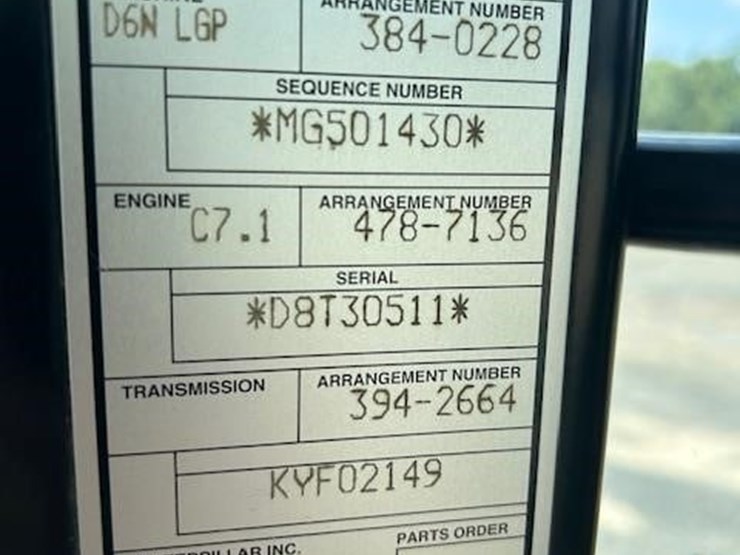 ARRANGEMENT NUMBER
D6N LGP
384-0228
SEQUENCE NUMBER
*MG501430*
ENGINE
C7.1
ARRANGEMENT NUMBER
478-7136
SERIAL
*D8T30511*
TRANSMISSION
ARRANGEMENT NUMBER
394-2664
KYF02149
INC.
PARTS ORDER